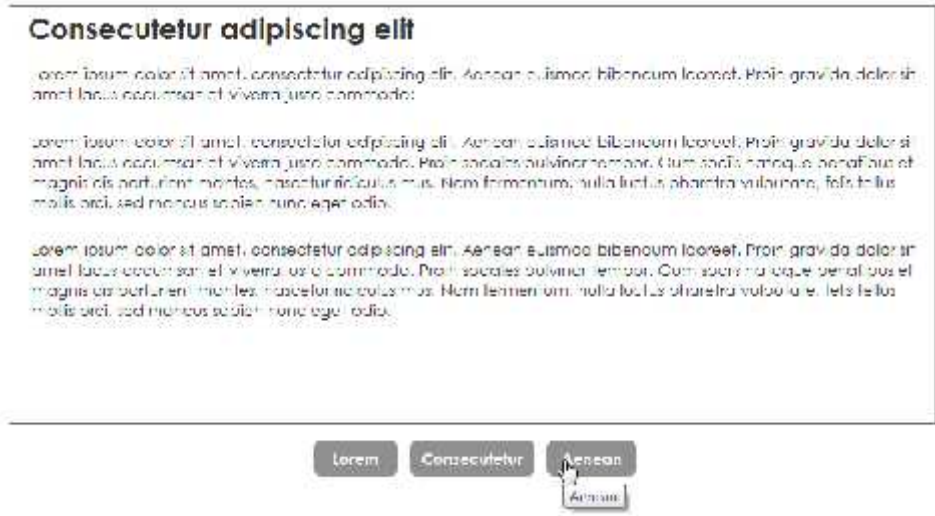 Consecutetur adipiscing elit
Lorem ipsum dolor sit amet, consectetur adipiscing elit. Aenean euismod bibendum laoreet. Proin gravida dolor sit
amet lacus accumsan et viverra justo commodo:
Lorem ipsum dolor sit amet, consectetur adipiscing elit. Aenean euismod bibendum laoreet. Proin gravida dolor sit
amet lacus accumsan et viverra justo commodo. Proin sodales pulvinar tempor. Cum sociis natoque penatibus et
magnis dis parturient montes, nascetur ridiculus mus. Nam fermentum, nulla luctus pharetra vulputate, felis tellus
mollis orci, sed rhoncus sapien nunc eget odio.
Lorem ipsum dolor sit amet, consectetur adipiscing elit. Aenean euismod bibendum laoreet. Proin gravida dolor sit
amet lacus accumsan et viverra justo commodo. Proin sodales pulvinar tempor. Cum sociis natoque penatibus et
magnis dis parturient montes, nascetur ridiculus mus. Nam fermentum, nulla luctus pharetra vulputate, felis tellus
mollis orci, sed rhoncus sapien nunc eget odio.
Lorem Consecutetur Aenean
Aenean